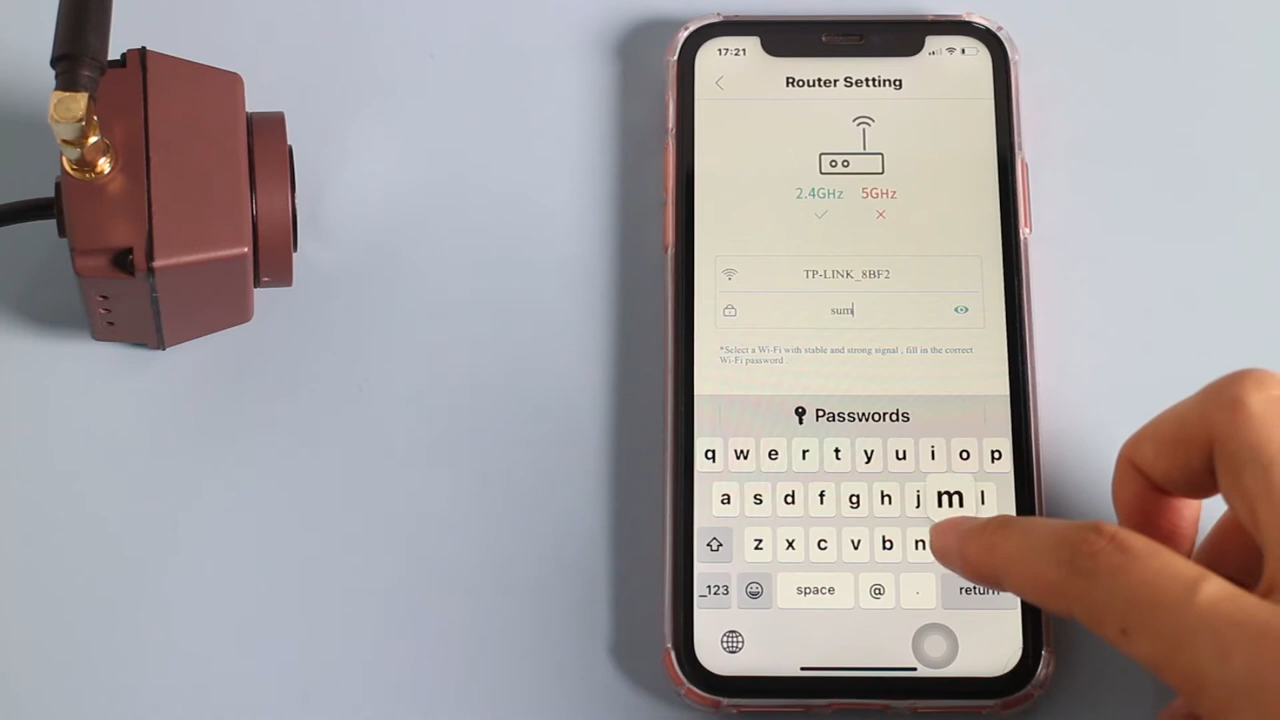 17:21
Router Setting
2.4GHz 5GHz
TP-LINK_8BF2
sum
*Select a Wi-Fi with stable and strong signal , fill in the correct
Wi-Fi password .
Passwords
q w e r t y u i o p
a s d f g h j m l
z x c v b n
_123 space @ . return